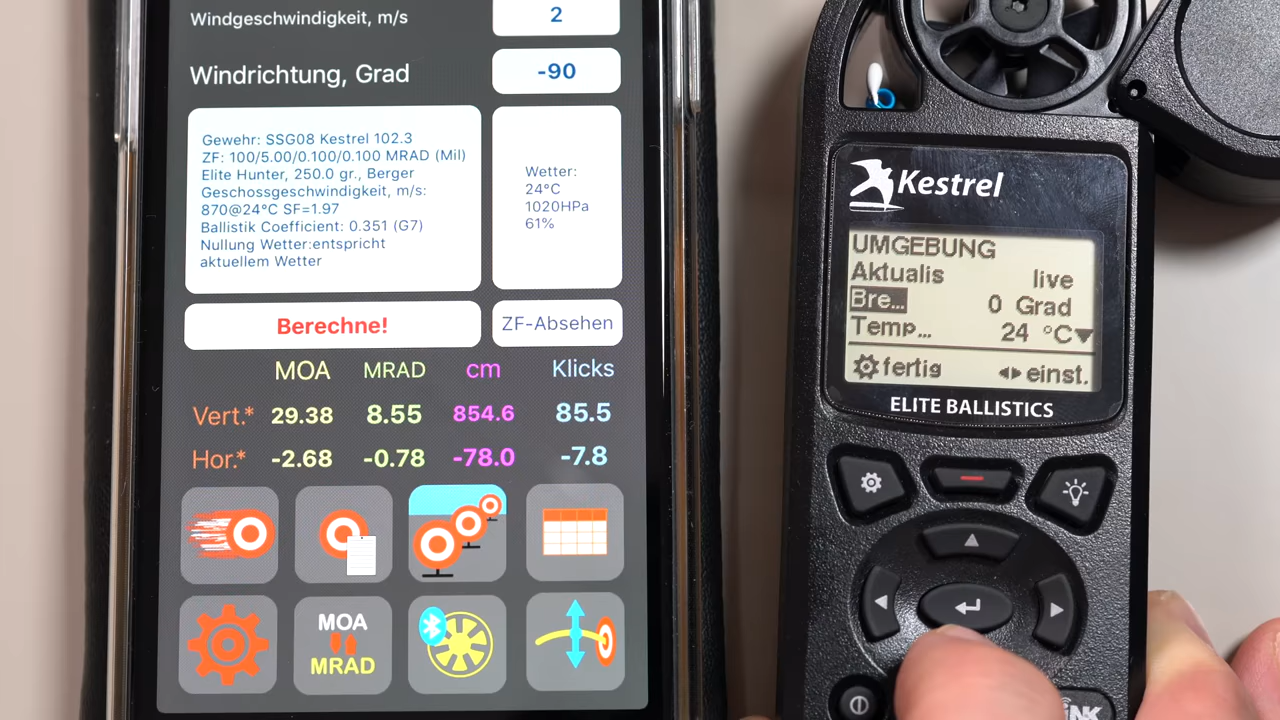 Windgeschwindigkeit, m/s
2
Windrichtung, Grad
-90
Gewehr: SSG08 Kestrel 102.3
ZF: 100/5.00/0.100/0.100 MRAD (Mil)
Elite Hunter, 250.0 gr., Berger
Geschossgeschwindigkeit, m/s:
870@24°C SF=1.97
Ballistik Coefficient: 0.351 (G7)
Nullung Wetter:entspricht
aktuellem Wetter
Wetter:
24°C
1020HPa
61%
Berechne!
ZF-Absehen
MOA MRAD cm Klicks
Vert.* 29.38 8.55 854.6 85.5
Hor.* -2.68 -0.78 -78.0 -7.8
MOA
MRAD
Kestrel
UMGEBUNG
Aktualis live
Bre... 0 Grad
Temp... 24 °C
fertig einst.
ELITE BALLISTICS